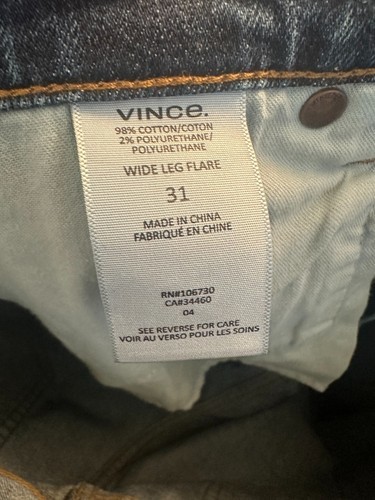 VINCE.
98% COTTON/COTON
2% POLYURETHANE/
POLYURETHANE
WIDE LEG FLARE
31
MADE IN CHINA
FABRIQUÉ EN CHINE
RN#106730
CA#34460
04
SEE REVERSE FOR CARE
VOIR AU VERSO POUR LES SOINS